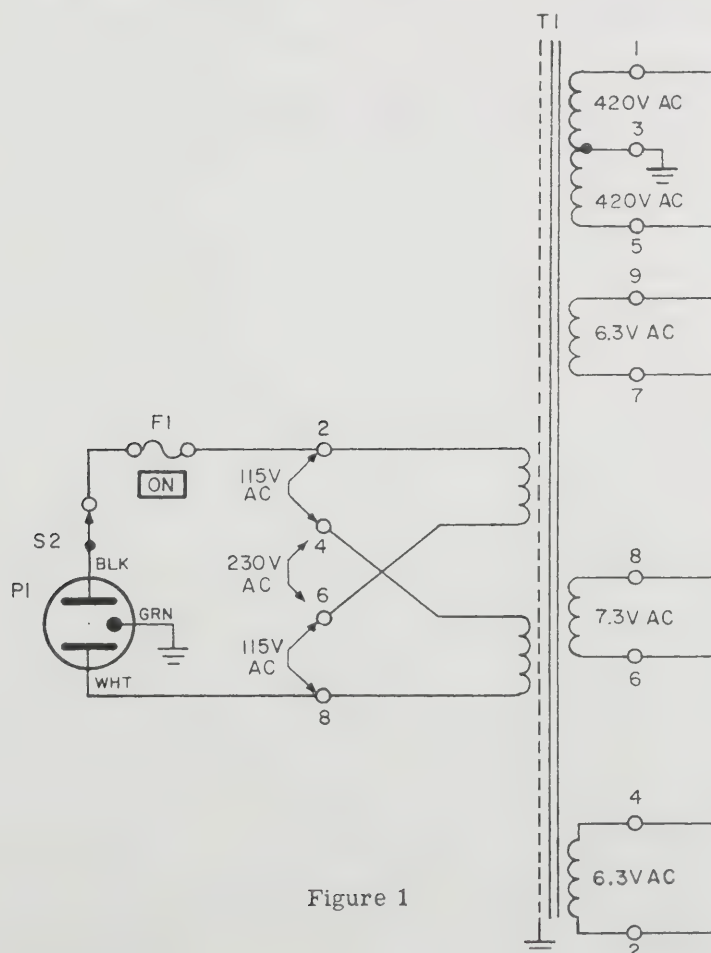 T1
1
420V AC
3
420V AC
5
9
6.3V AC
7
F1
ON
2
115V
AC
S2
4
BLK
230V
AC
P1
GRN
6
115V
AC
WHT
8
8
7.3V AC
6
4
6.3V AC
2
Figure 1